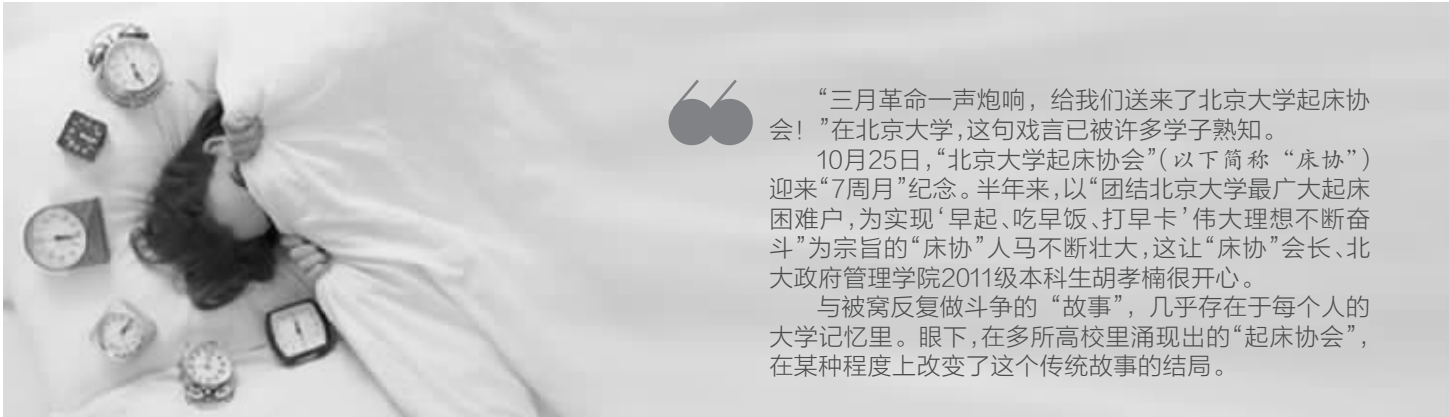 “三月革命一声炮响，给我们送来了北京大学起床协
会！”在北京大学，这句戏言已被许多学子熟知。
10月25日，“北京大学起床协会”（以下简称“床协”）
迎来“7周月”纪念。半年来，以“团结北京大学最广大起床
困难户，为实现‘早起、吃早饭、打早卡’伟大理想不断奋
斗”为宗旨的“床协”人马不断壮大，这让“床协”会长、北
大政府管理学院2011级本科生胡孝楠很开心。
与被窝反复做斗争的“故事”，几乎存在于每个人的
大学记忆里。眼下，在多所高校里涌现出的“起床协会”，
在某种程度上改变了这个传统故事的结局。